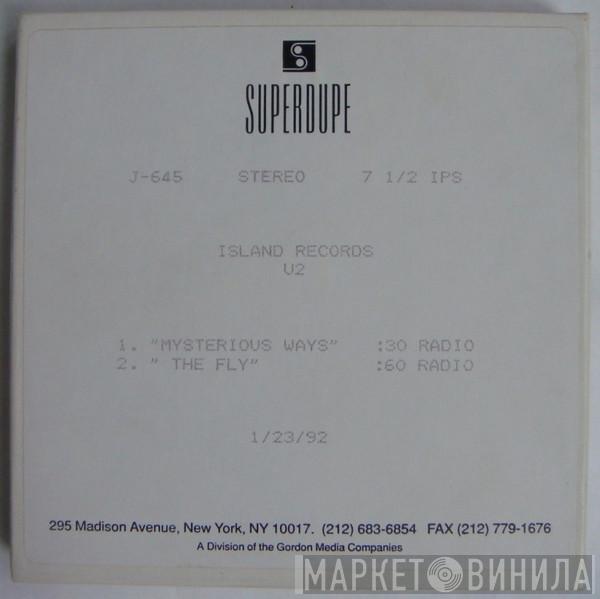 S
SUPERDUPE
J-645 STEREO 7 1/2 IPS
ISLAND RECORDS
U2
1. "MYSTERIOUS WAYS" :30 RADIO
2. " THE FLY" :60 RADIO
1/23/92
295 Madison Avenue, New York, NY 10017. (212) 683-6854 FAX (212) 779-1676
A Division of the Gordon Media Companies
МАРКЕТ ВИНИЛА